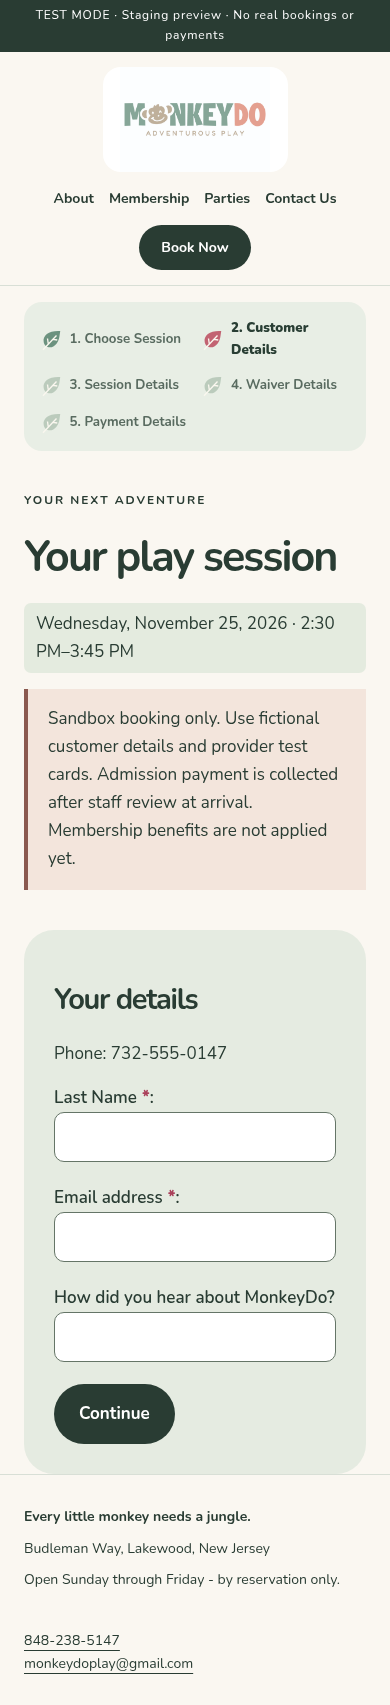 TEST MODE · Staging preview · No real bookings or
payments
MONKEYDO
ADVENTUROUS PLAY
About Membership Parties Contact Us
Book Now
1. Choose Session
2. Customer
Details
3. Session Details
4. Waiver Details
5. Payment Details
YOUR NEXT ADVENTURE
Your play session
Wednesday, November 25, 2026 · 2:30
PM–3:45 PM
Sandbox booking only. Use fictional
customer details and provider test
cards. Admission payment is collected
after staff review at arrival.
Membership benefits are not applied
yet.
Your details
Phone: 732-555-0147
Last Name *:
Email address *:
How did you hear about MonkeyDo?
Continue
Every little monkey needs a jungle.
Budleman Way, Lakewood, New Jersey
Open Sunday through Friday - by reservation only.
848-238-5147
monkeydoplay@gmail.com